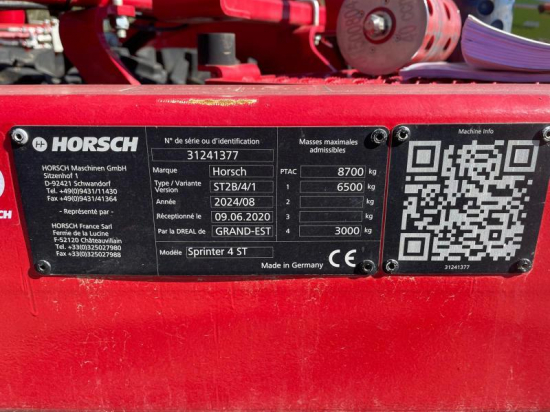 HORSCH
HORSCH Maschinen GmbH
Sitzenhof 1
D-92421 Schwandorf
Tel. +49(0)9431/11430
Fax +49(0)9431/41364
- Représenté par -
HORSCH France Sarl
Ferme de la Lucine
F-52120 Châteauvillain
Tel. +33(0)325027980
Fax +33(0)325027988
N° de série ou d'identification
31241377
Marque Horsch
Type / Variante Version ST2B/4/1
Année 2024/08
Réceptionné le 09.06.2020
Par la DREAL de GRAND-EST
Modèle Sprinter 4 ST
Made in Germany CE
Masses maximales
admissibles
PTAC 8700 kg
1 6500 kg
2 kg
3 kg
4 3000 kg
Machine Info
31241377